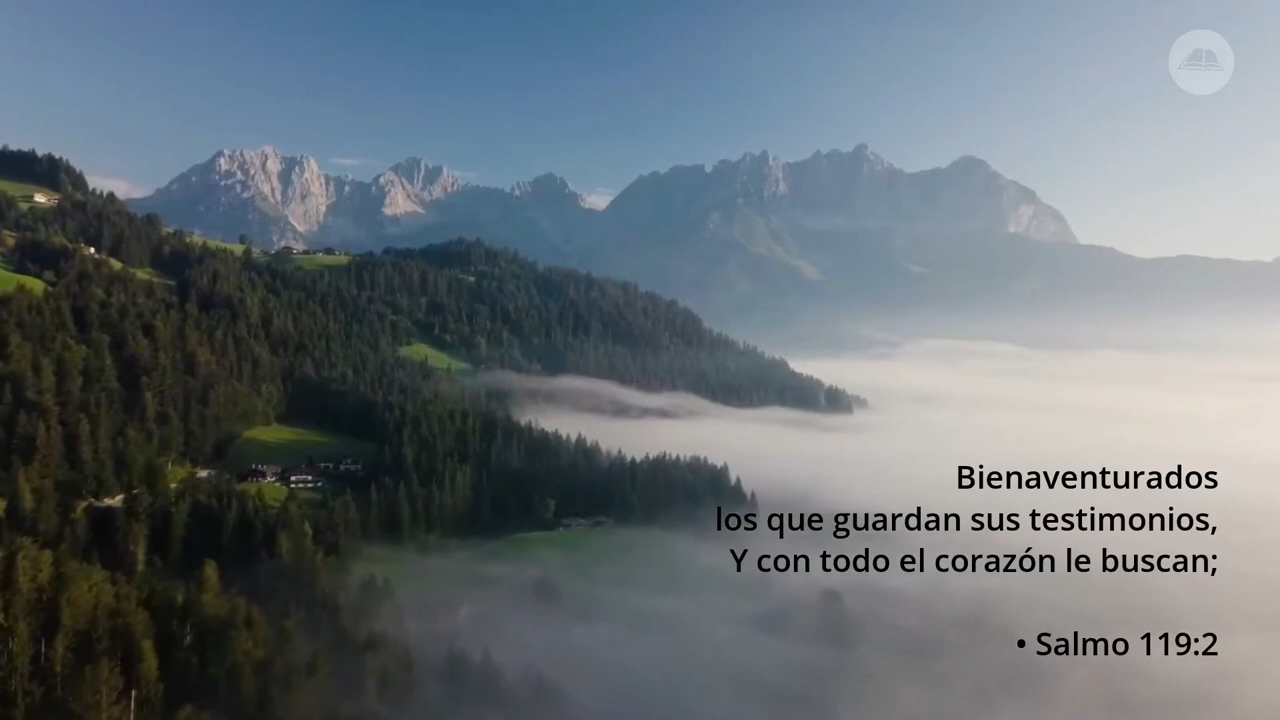 Bienaventurados
los que guardan sus testimonios,
Y con todo el corazón le buscan;
• Salmo 119:2